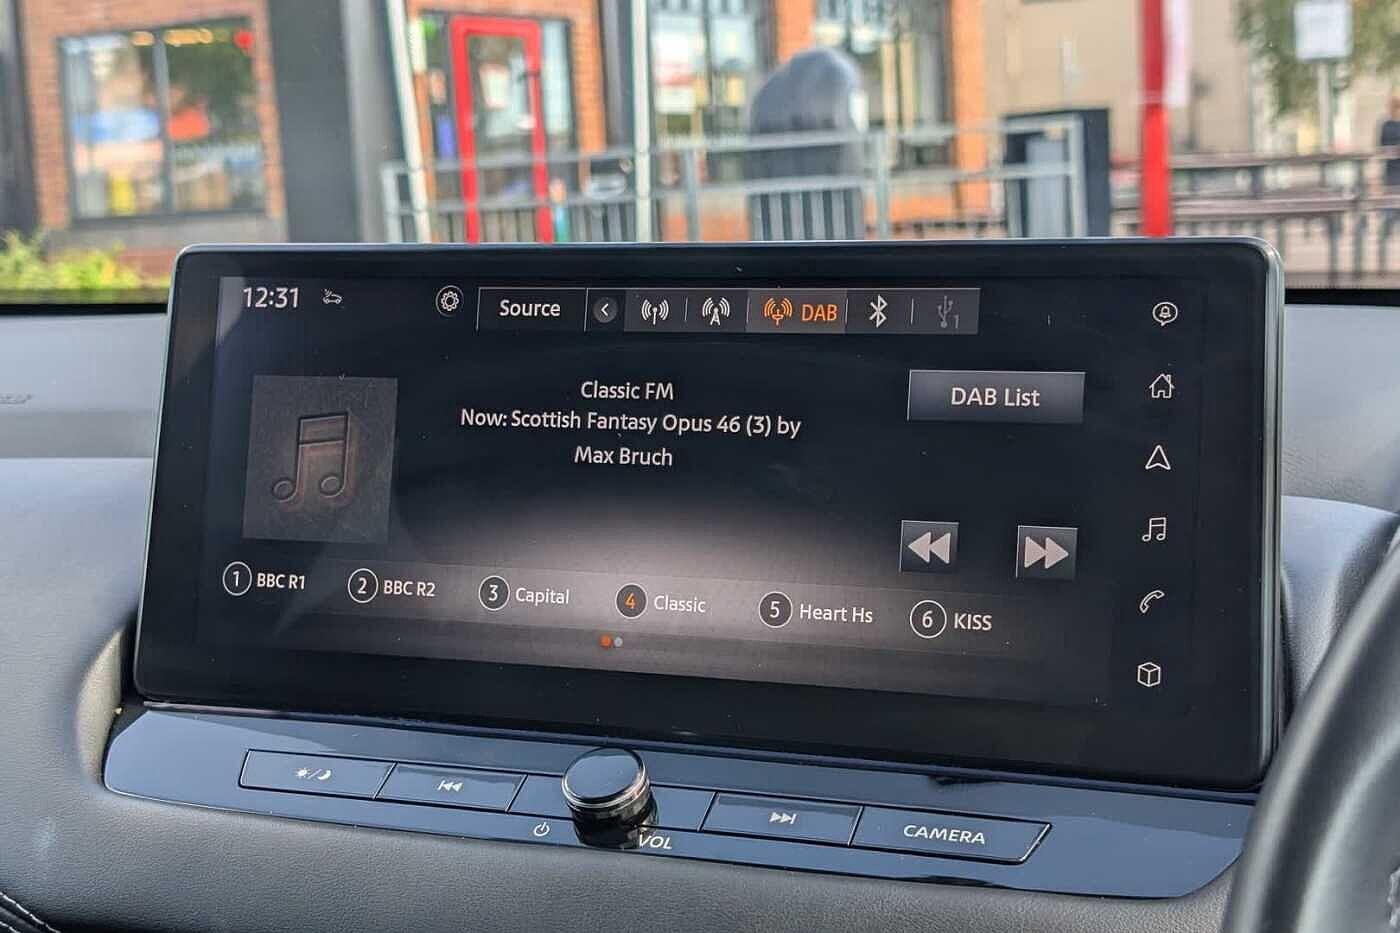 12:31
Source
DAB
1
Classic FM
DAB List
Now: Scottish Fantasy Opus 46 (3) by
Max Bruch
1 BBC R1
2 BBC R2
3 Capital
4 Classic
5 Heart Hs
6 KISS
VOL
CAMERA